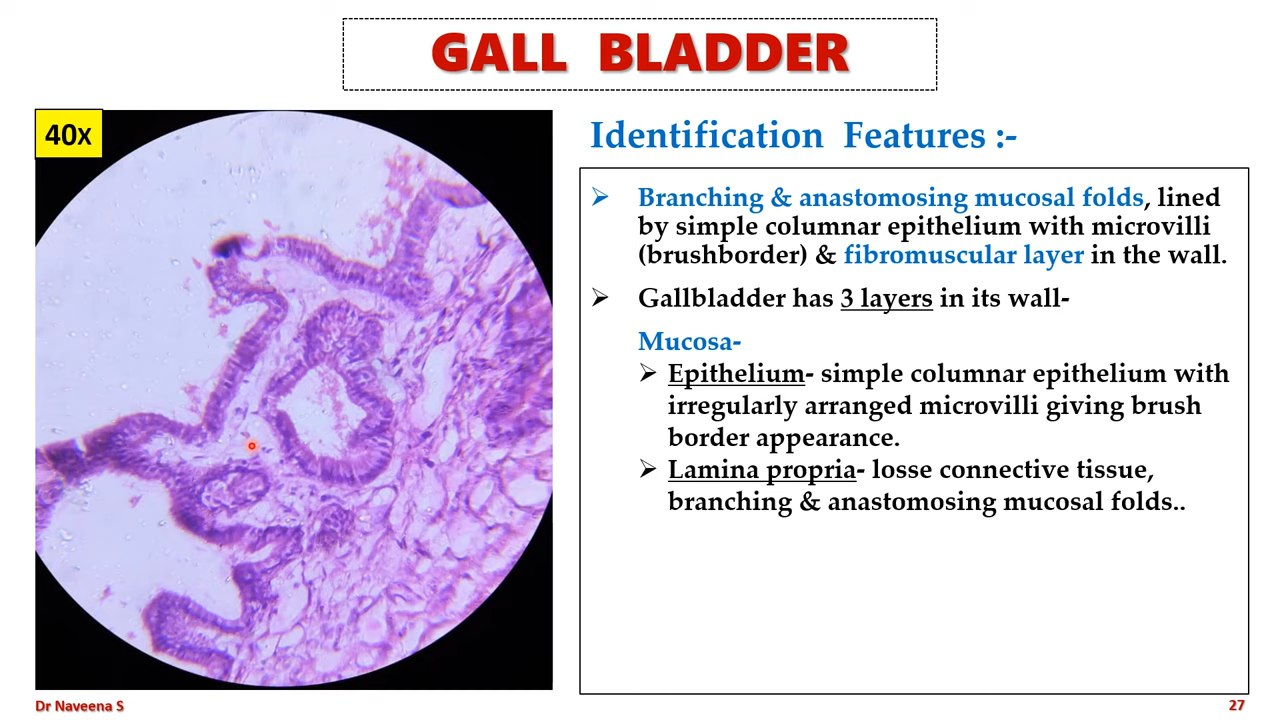 GALL BLADDER
40x
Identification Features :-
➢ Branching & anastomosing mucosal folds, lined
by simple columnar epithelium with microvilli
(brushborder) & fibromuscular layer in the wall.
➢ Gallbladder has 3 layers in its wall-
Mucosa-
➢ Epithelium- simple columnar epithelium with
irregularly arranged microvilli giving brush
border appearance.
➢ Lamina propria- losse connective tissue,
branching & anastomosing mucosal folds..
Dr Naveena S
27